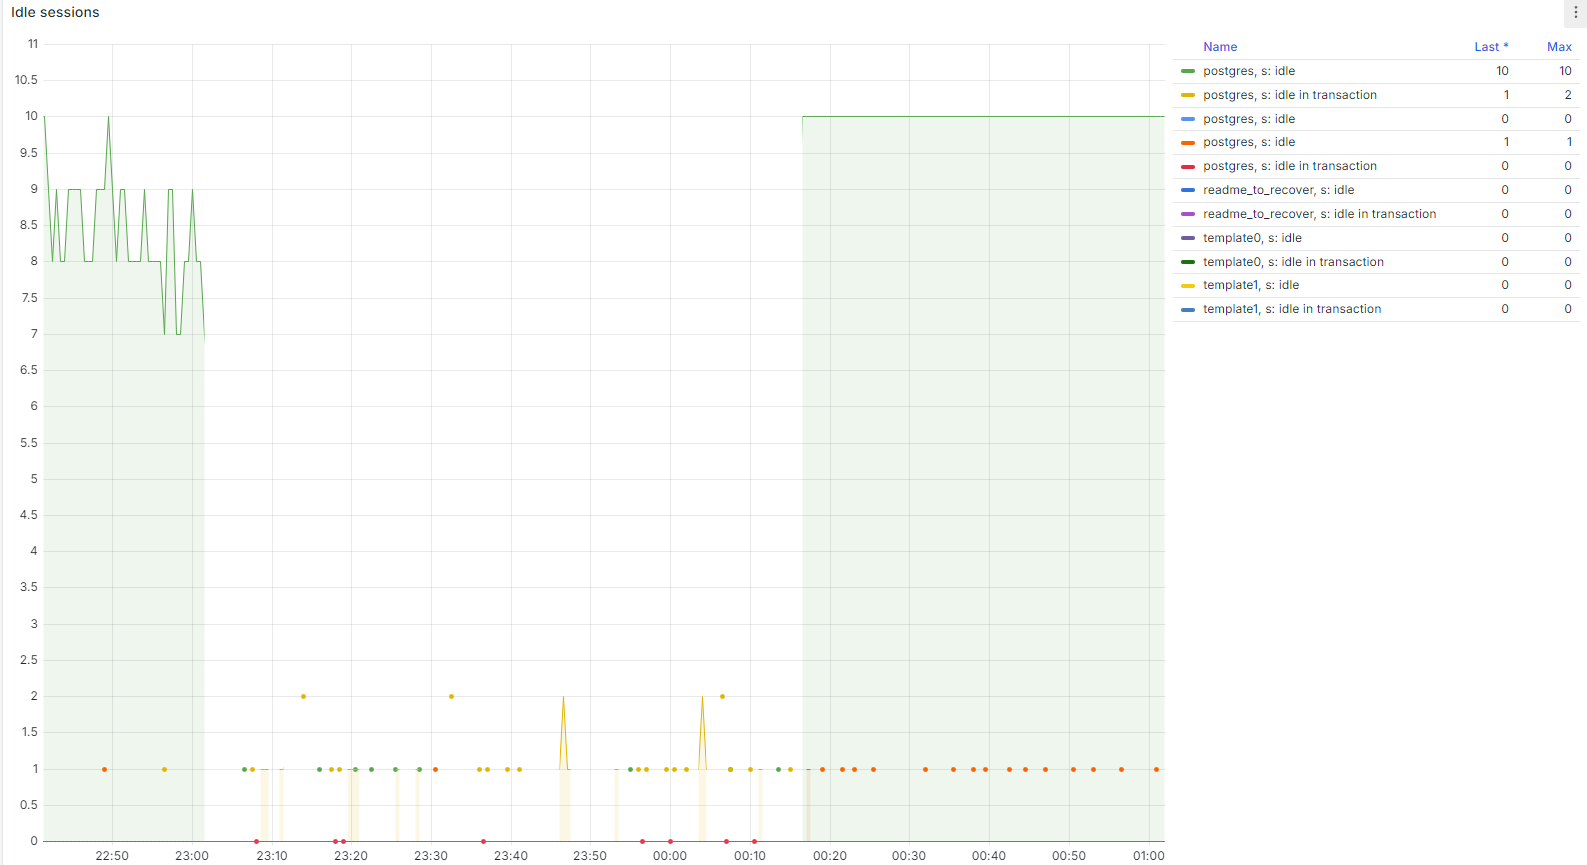 Idle sessions
11
10.5
10
9.5
9
8.5
8
7.5
7
6.5
6
5.5
5
4.5
4
3.5
3
2.5
2
1.5
1
0.5
0
22:50 23:00 23:10 23:20 23:30 23:40 23:50 00:00 00:10 00:20 00:30 00:40 00:50 01:00
Name Last * Max
postgres, s: idle 10 10
postgres, s: idle in transaction 1 2
postgres, s: idle 0 0
postgres, s: idle 1 1
postgres, s: idle in transaction 0 0
readme_to_recover, s: idle 0 0
readme_to_recover, s: idle in transaction 0 0
template0, s: idle 0 0
template0, s: idle in transaction 0 0
template1, s: idle 0 0
template1, s: idle in transaction 0 0